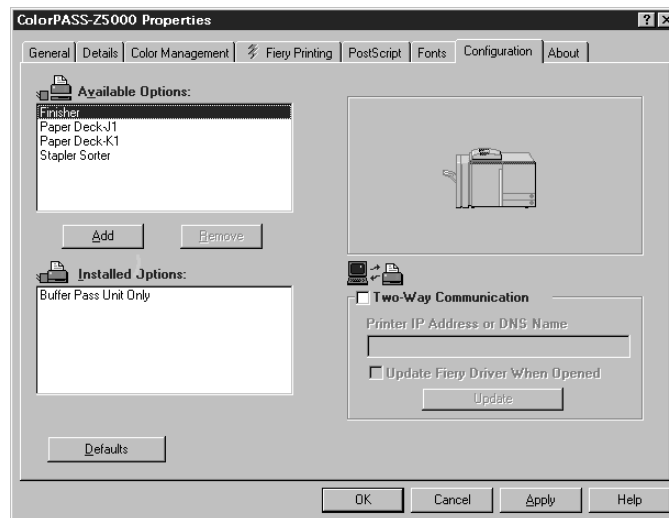 ColorPASS-Z5000 Properties
General Details Color Management Fiery Printing PostScript Fonts Configuration About
Available Options:
Finisher
Paper Deck-J1
Paper Deck-K1
Stapler Sorter
Add Remove
Installed Options:
Buffer Pass Unit Only
Two-Way Communication
Printer IP Address or DNS Name
Update Fiery Driver When Opened
Update
Defaults
OK Cancel Apply Help